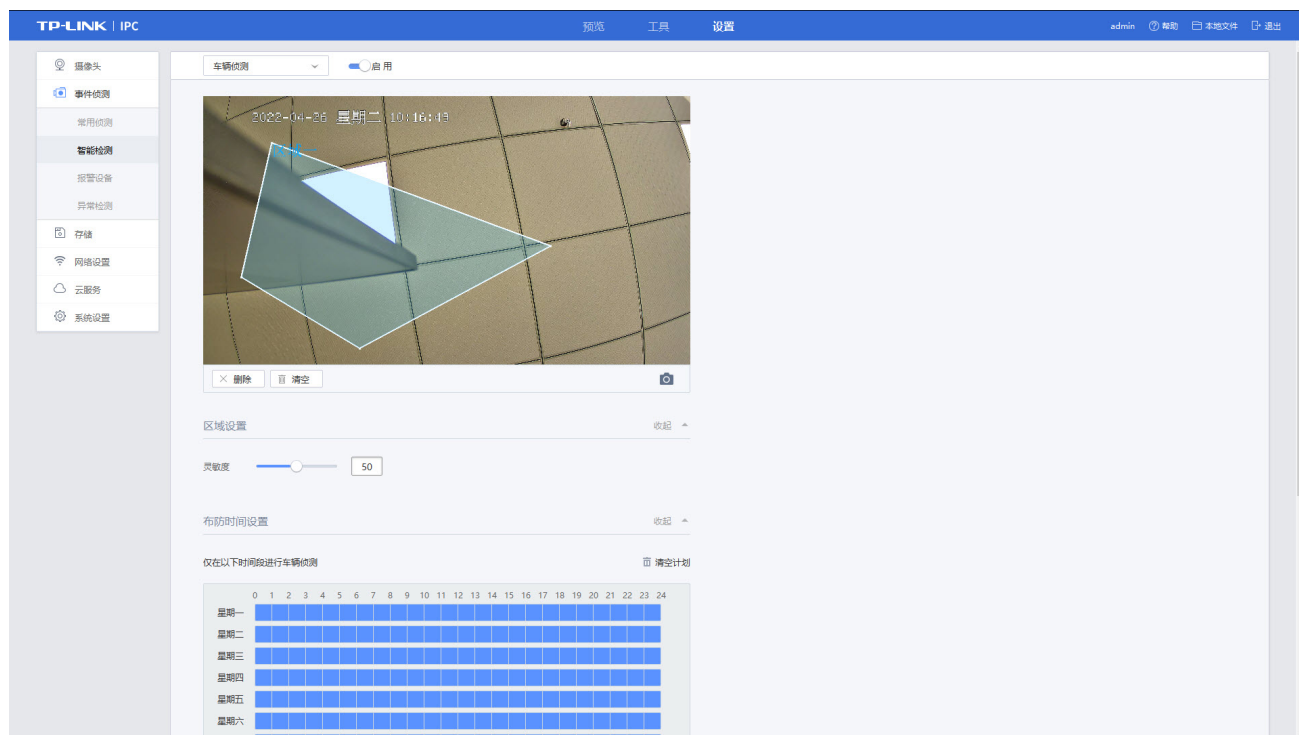 TP-LINK | IPC 预览 工具 设置 admin 帮助 本地文件 退出
摄像头
事件侦测
常用侦测
智能检测
报警设备
异常检测
存储
网络设置
云服务
系统设置
车辆侦测 启用
2022-04-26 星期二 10:16:43
区域一
删除 清空
区域设置 收起
灵敏度 50
布防时间设置 收起
仅在以下时间段进行车辆侦测 清空计划
0 1 2 3 4 5 6 7 8 9 10 11 12 13 14 15 16 17 18 19 20 21 22 23 24
星期一
星期二
星期三
星期四
星期五
星期六